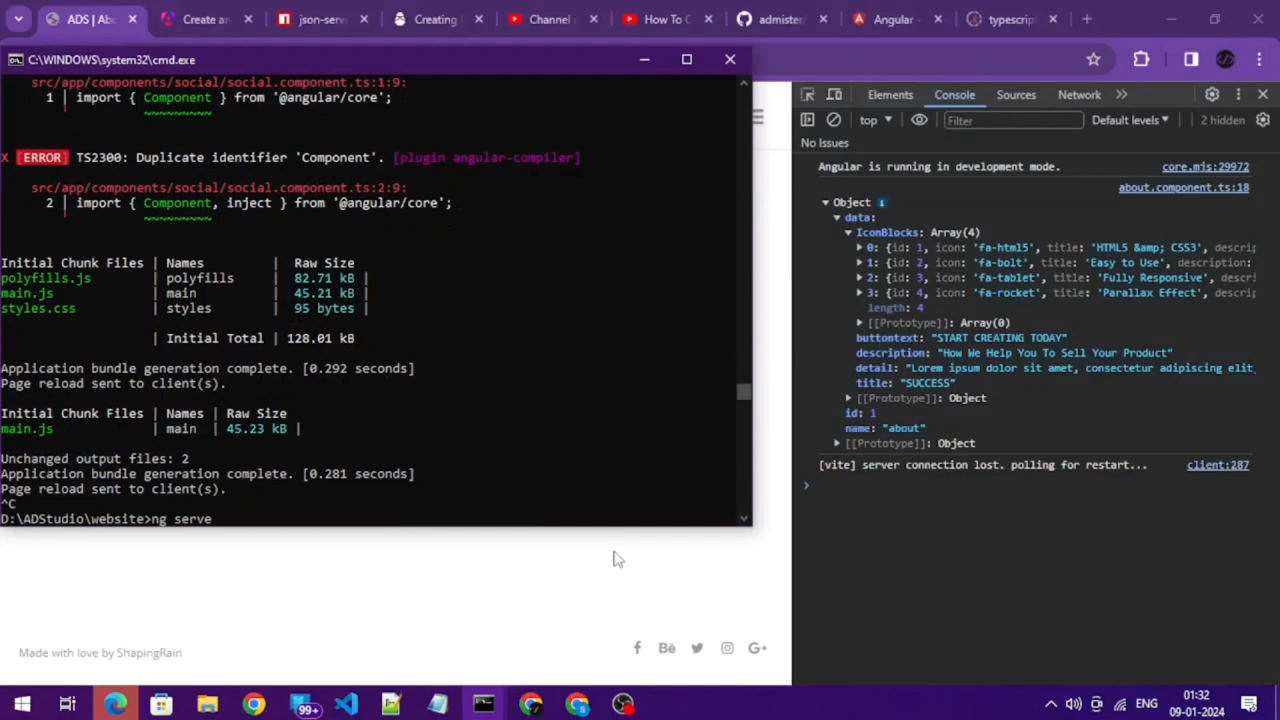 ADS | Abo
Create an
json-serve
Creating
Channel
How To C
admister/
Angular -
typescrip
C:\WINDOWS\system32\cmd.exe
src/app/components/social/social.component.ts:1:9:
1 | import { Component } from '@angular/core';
~~~~~~~~~
X [ERROR] TS2300: Duplicate identifier 'Component'. [plugin angular-compiler]
src/app/components/social/social.component.ts:2:9:
2 | import { Component, inject } from '@angular/core';
~~~~~~~~~
Initial Chunk Files | Names | Raw Size
polyfills.js | polyfills | 82.71 kB |
main.js | main | 45.21 kB |
styles.css | styles | 95 bytes |
| Initial Total | 128.01 kB
Application bundle generation complete. [0.292 seconds]
Page reload sent to client(s).
Initial Chunk Files | Names | Raw Size
main.js | main | 45.23 kB |
Unchanged output files: 2
Application bundle generation complete. [0.281 seconds]
Page reload sent to client(s).
^C
D:\ADStudio\website>ng serve
Made with love by ShapingRain
Elements Console Sources Network
top Filter Default levels 2 hidden
No Issues
Angular is running in development mode. core.mjs:29972
about.component.ts:18
Object
data:
IconBlocks: Array(4)
0: {id: 1, icon: 'fa-html5', title: 'HTML5 &amp; CSS3', descrip
1: {id: 2, icon: 'fa-bolt', title: 'Easy to Use', description:
2: {id: 3, icon: 'fa-tablet', title: 'Fully Responsive', descri
3: {id: 4, icon: 'fa-rocket', title: 'Parallax Effect', descrip
length: 4
[[Prototype]]: Array(0)
buttontext: "START CREATING TODAY"
description: "How We Help You To Sell Your Product"
detail: "Lorem ipsum dolor sit amet, consectetur adipiscing elit,
title: "SUCCESS"
[[Prototype]]: Object
id: 1
name: "about"
[[Prototype]]: Object
[vite] server connection lost. polling for restart... client:287
99+
ENG
01:32
09-01-2024